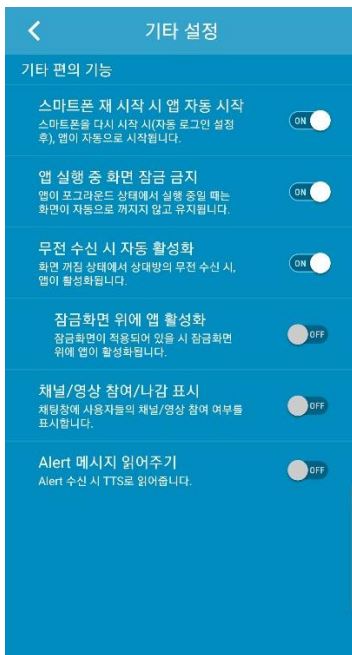 기타 설정
기타 편의 기능
스마트폰 재 시작 시 앱 자동 시작
스마트폰을 다시 시작 시(자동 로그인 설정
후), 앱이 자동으로 시작됩니다.
ON
앱 실행 중 화면 잠금 금지
앱이 포그라운드 상태에서 실행 중일 때는
화면이 자동으로 꺼지지 않고 유지됩니다.
ON
무전 수신 시 자동 활성화
화면 꺼짐 상태에서 상대방의 무전 수신 시,
앱이 활성화됩니다.
ON
잠금화면 위에 앱 활성화
잠금화면이 적용되어 있을 시 잠금화면
위에 앱이 활성화됩니다.
OFF
채널/영상 참여/나감 표시
채팅창에 사용자들의 채널/영상 참여 여부를
표시합니다.
OFF
Alert 메시지 읽어주기
Alert 수신 시 TTS로 읽어줍니다.
OFF